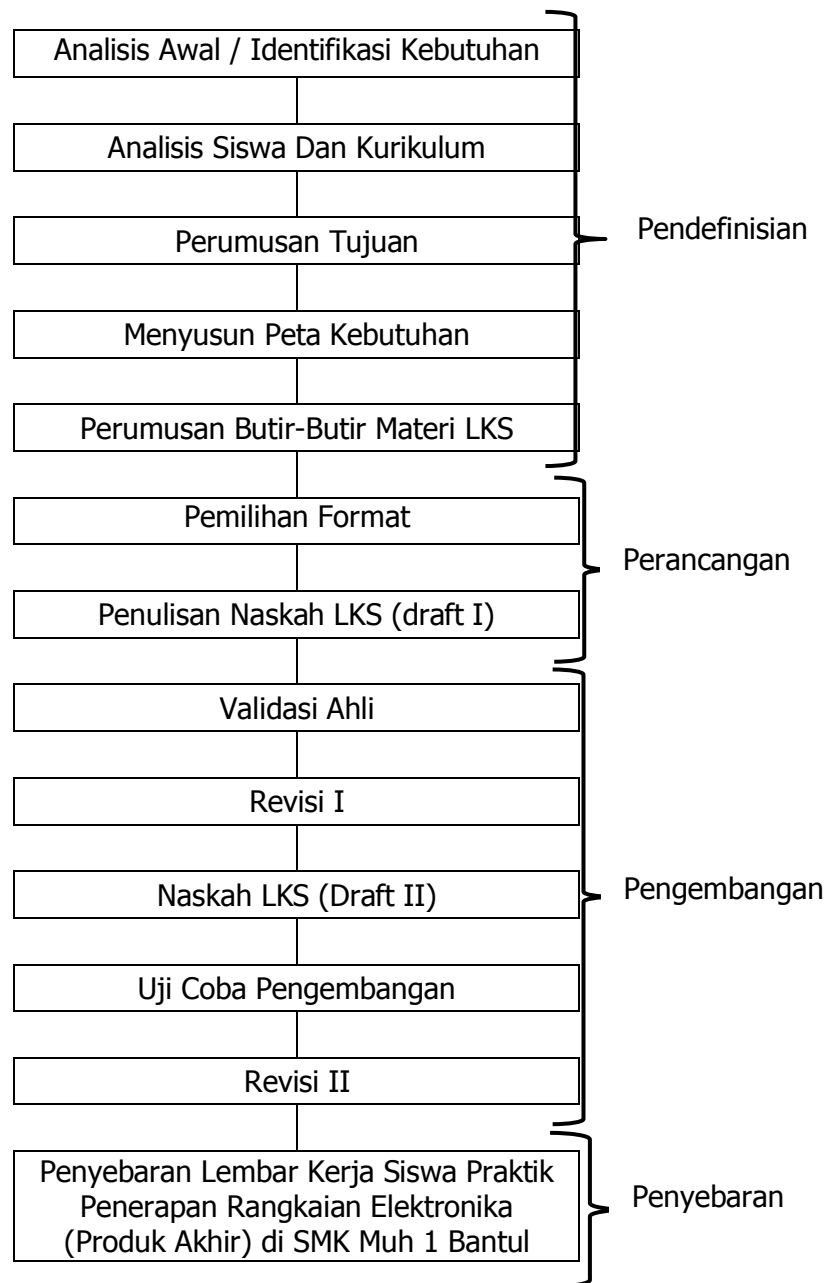 Analisis Awal / Identifikasi Kebutuhan
Analisis Siswa Dan Kurikulum
Perumusan Tujuan
Pendefinisian
Menyusun Peta Kebutuhan
Perumusan Butir-Butir Materi LKS
Pemilihan Format
Perancangan
Penulisan Naskah LKS (draft I)
Validasi Ahli
Revisi I
Naskah LKS (Draft II)
Pengembangan
Uji Coba Pengembangan
Revisi II
Penyebaran Lembar Kerja Siswa Praktik
Penerapan Rangkaian Elektronika
(Produk Akhir) di SMK Muh 1 Bantul
Penyebaran